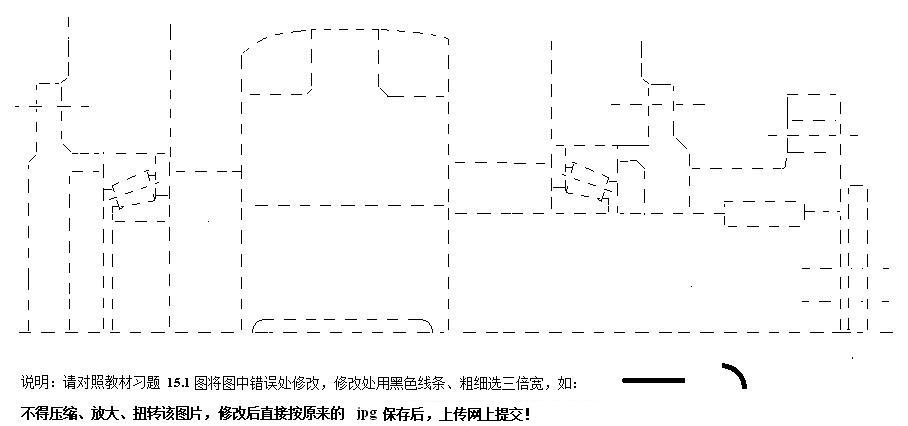 说明：请对照教材习题 15.1 图将图中错误处修改，修改处用黑色线条、粗细选三倍宽，如：
不得压缩、放大、扭转该图片，修改后直接按原来的 jpg 保存后，上传网上提交！